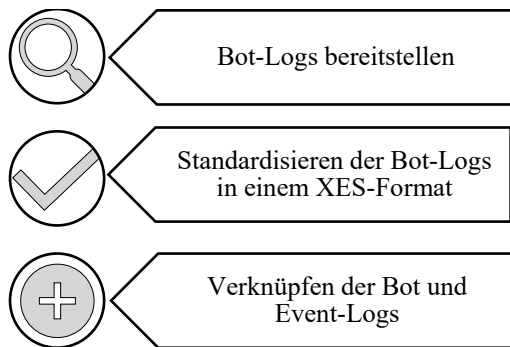 Bot-Logs bereitstellen
Standardisieren der Bot-Logs
in einem XES-Format
Verknüpfen der Bot und
Event-Logs